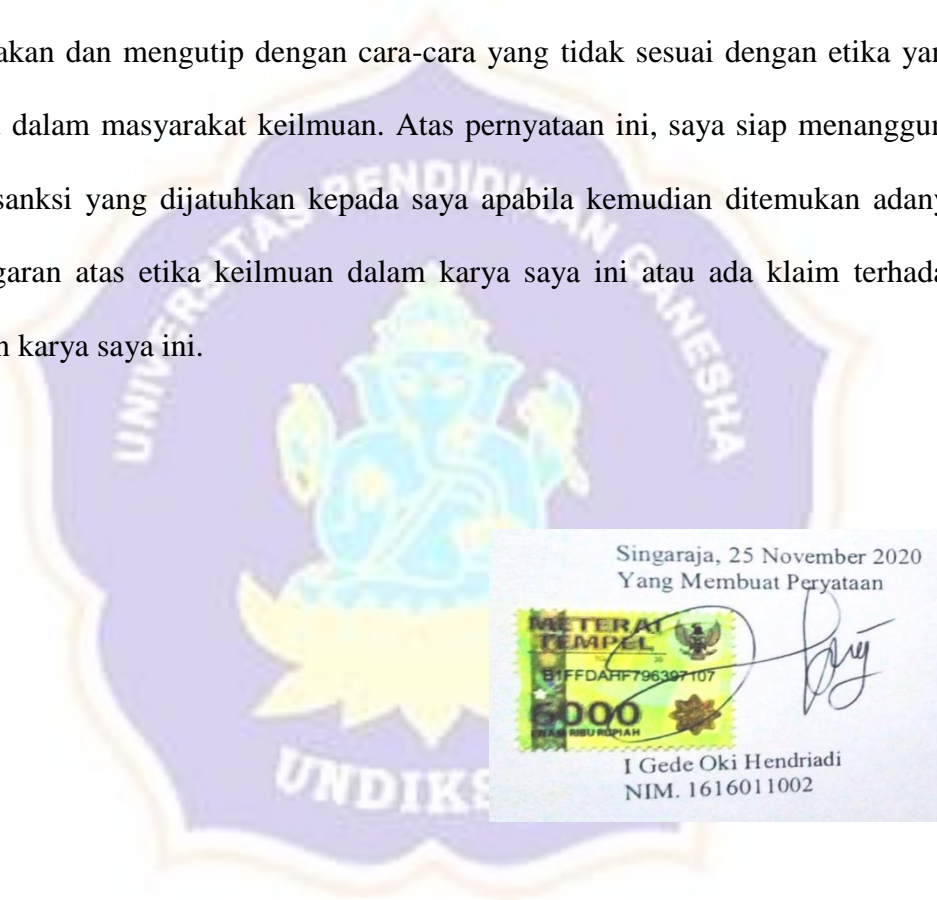 akan dan mengutip dengan cara-cara yang tidak sesuai dengan etika yan
dalam masyarakat keilmuan. Atas pernyataan ini, saya siap menanggun
sanksi yang dijatuhkan kepada saya apabila kemudian ditemukan adany
garan atas etika keilmuan dalam karya saya ini atau ada klaim terhada
karya saya ini.
UNIVERSITAS PENDIDIKAN GANESHA
Singaraja, 25 November 2020
Yang Membuat Peryataan
METERAI
TEMPEL
B1FFDAHF796397107
6000
ENAM RIBU RUPIAH
I Gede Oki Hendriadi
NIM. 1616011002
UNDIKS